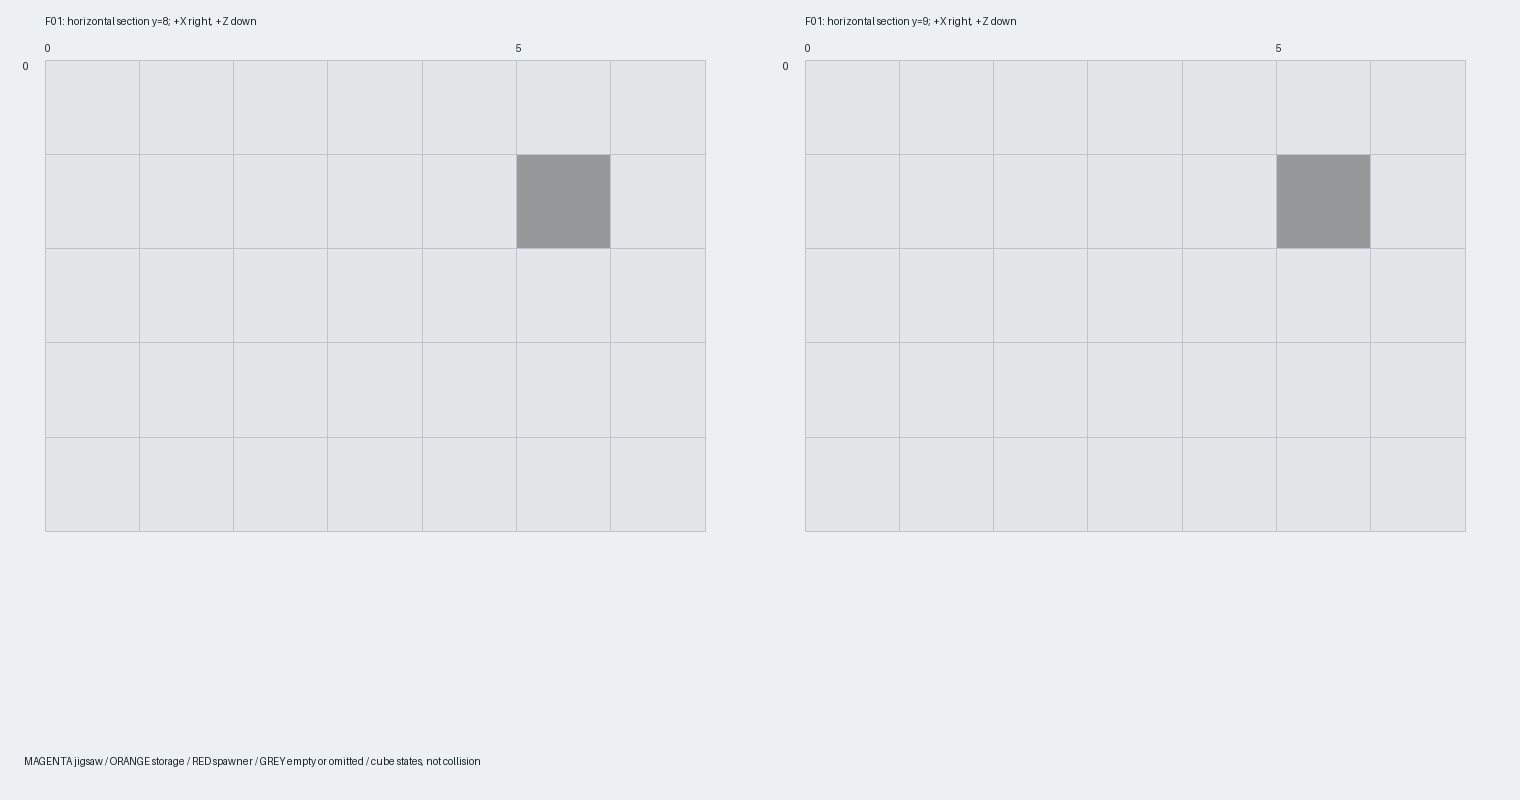 F01: horizontal section y=8; +X right, +Z down
F01: horizontal section y=9; +X right, +Z down
0 5
0 5
0
0
MAGENTA jigsaw / ORANGE storage / RED spawner / GREY empty or omitted / cube states, not collision